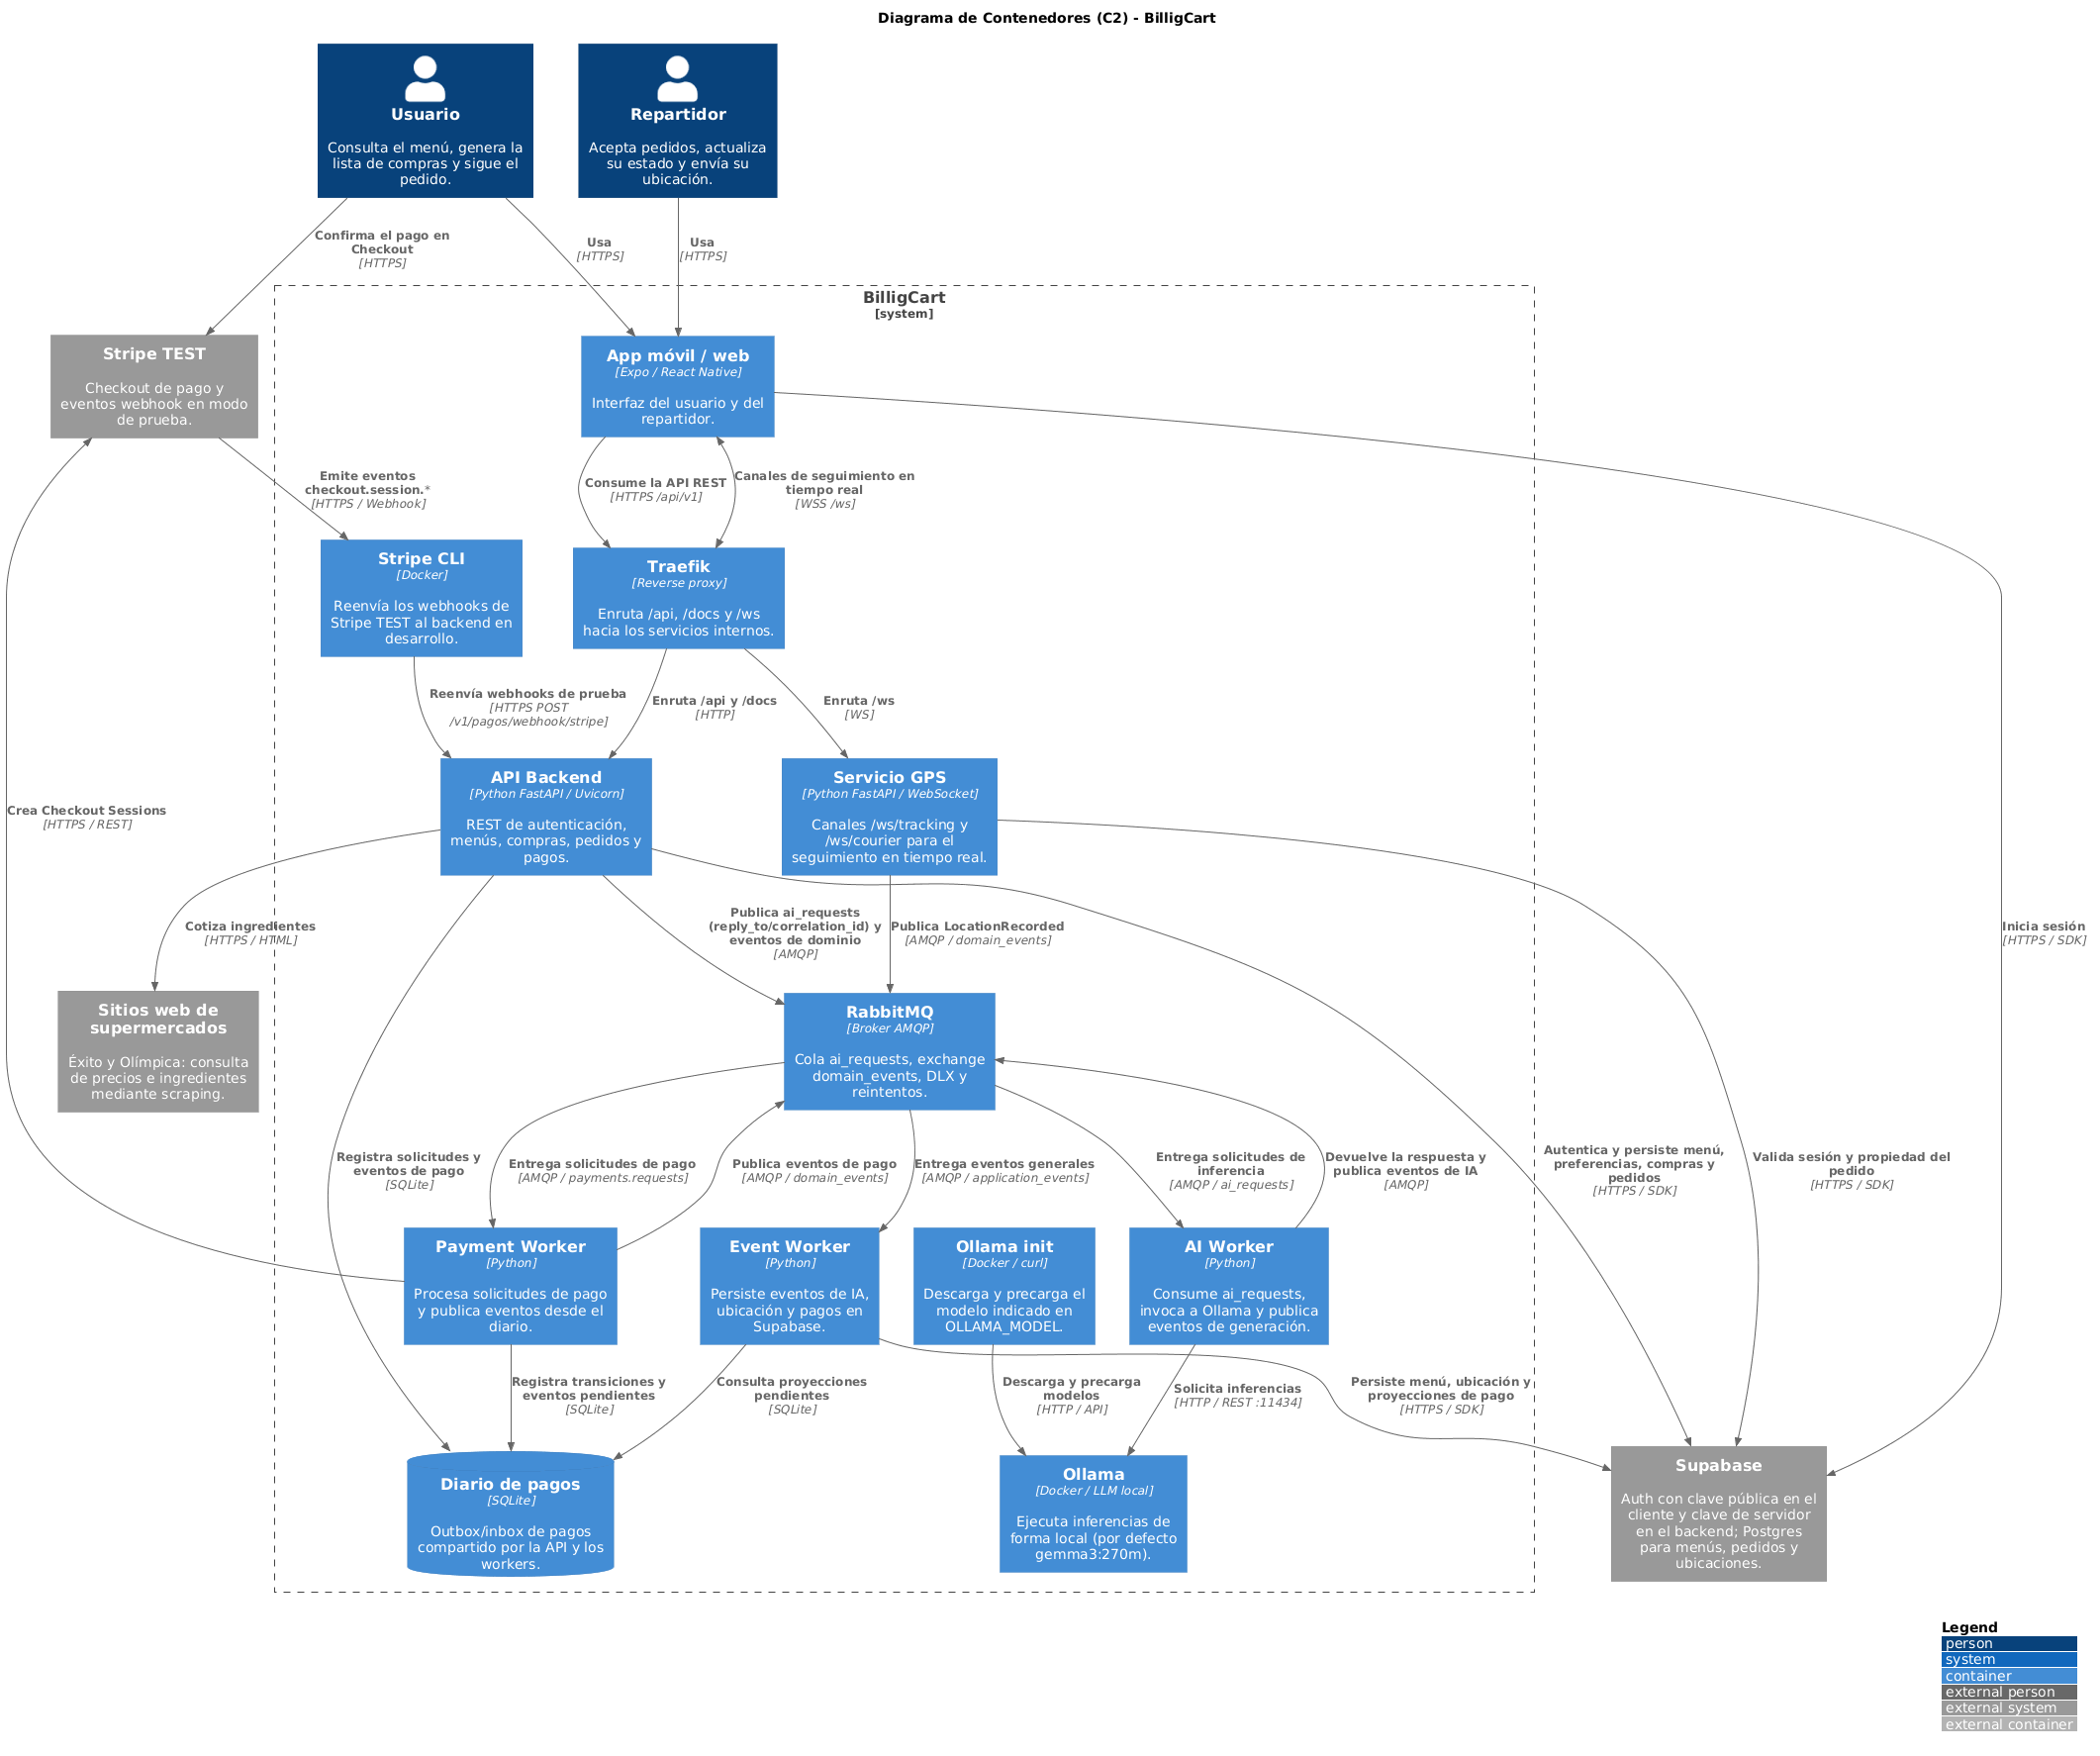 Diagrama de Contenedores (C2) - BilligCart
Usuario
Consulta el menú, genera la
lista de compras y sigue el
pedido.
Repartidor
Acepta pedidos, actualiza
su estado y envía su
ubicación.
Confirma el pago en
Checkout
[HTTPS]
Usa
[HTTPS]
Usa
[HTTPS]
BilligCart
[system]
Stripe TEST
Checkout de pago y
eventos webhook en modo
de prueba.
App móvil / web
[Expo / React Native]
Interfaz del usuario y del
repartidor.
Emite eventos
checkout.session.*
[HTTPS / Webhook]
Consume la API REST
[HTTPS /api/v1]
Canales de seguimiento en
tiempo real
[WSS /ws]
Stripe CLI
[Docker]
Reenvía los webhooks de
Stripe TEST al backend en
desarrollo.
Traefik
[Reverse proxy]
Enruta /api, /docs y /ws
hacia los servicios internos.
Reenvía webhooks de prueba
[HTTPS POST
/v1/pagos/webhook/stripe]
Enruta /api y /docs
[HTTP]
Enruta /ws
[WS]
Crea Checkout Sessions
[HTTPS / REST]
API Backend
[Python FastAPI / Uvicorn]
REST de autenticación,
menús, compras, pedidos y
pagos.
Servicio GPS
[Python FastAPI / WebSocket]
Canales /ws/tracking y
/ws/courier para el
seguimiento en tiempo real.
Cotiza ingredientes
[HTTPS / HTML]
Publica ai_requests
(reply_to/correlation_id) y
eventos de dominio
[AMQP]
Publica LocationRecorded
[AMQP / domain_events]
Inicia sesión
[HTTPS / SDK]
Sitios web de
supermercados
Éxito y Olímpica: consulta
de precios e ingredientes
mediante scraping.
RabbitMQ
[Broker AMQP]
Cola ai_requests, exchange
domain_events, DLX y
reintentos.
Registra solicitudes y
eventos de pago
[SQLite]
Entrega solicitudes de pago
[AMQP / payments.requests]
Publica eventos de pago
[AMQP / domain_events]
Entrega eventos generales
[AMQP / application_events]
Entrega solicitudes de
inferencia
[AMQP / ai_requests]
Devuelve la respuesta y
publica eventos de IA
[AMQP]
Autentica y persiste menú,
preferencias, compras y
pedidos
[HTTPS / SDK]
Valida sesión y propiedad del
pedido
[HTTPS / SDK]
Payment Worker
[Python]
Procesa solicitudes de pago
y publica eventos desde el
diario.
Event Worker
[Python]
Persiste eventos de IA,
ubicación y pagos en
Supabase.
Ollama init
[Docker / curl]
Descarga y precarga el
modelo indicado en
OLLAMA_MODEL.
AI Worker
[Python]
Consume ai_requests,
invoca a Ollama y publica
eventos de generación.
Registra transiciones y
eventos pendientes
[SQLite]
Consulta proyecciones
pendientes
[SQLite]
Descarga y precarga
modelos
[HTTP / API]
Solicita inferencias
[HTTP / REST :11434]
Persiste menú, ubicación y
proyecciones de pago
[HTTPS / SDK]
Diario de pagos
[SQLite]
Outbox/inbox de pagos
compartido por la API y los
workers.
Ollama
[Docker / LLM local]
Ejecuta inferencias de
forma local (por defecto
gemma3:270m).
Supabase
Auth con clave pública en el
cliente y clave de servidor
en el backend; Postgres
para menús, pedidos y
ubicaciones.
Legend
person
system
container
external person
external system
external container